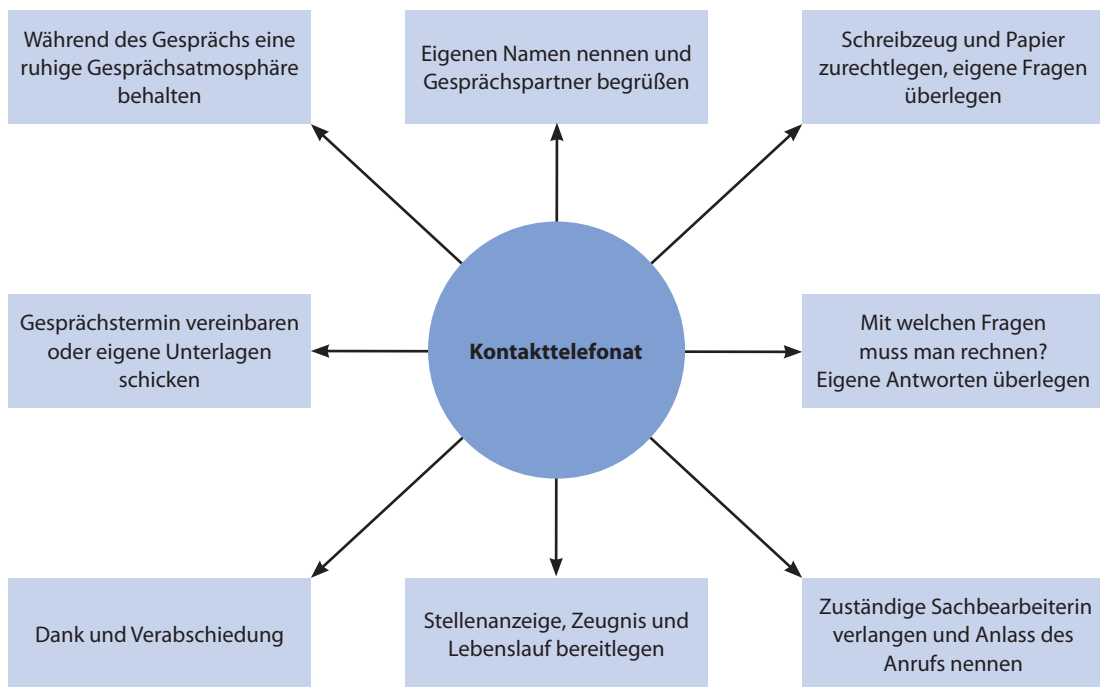 Während des Gesprächs eine
ruhige Gesprächsatmosphäre
behalten
Eigenen Namen nennen und
Gesprächspartner begrüßen
Schreibzeug und Papier
zurechtlegen, eigene Fragen
überlegen
Gesprächstermin vereinbaren
oder eigene Unterlagen
schicken
Kontakttelefonat
Mit welchen Fragen
muss man rechnen?
Eigene Antworten überlegen
Dank und Verabschiedung
Stellenanzeige, Zeugnis und
Lebenslauf bereitlegen
Zuständige Sachbearbeiterin
verlangen und Anlass des
Anrufs nennen